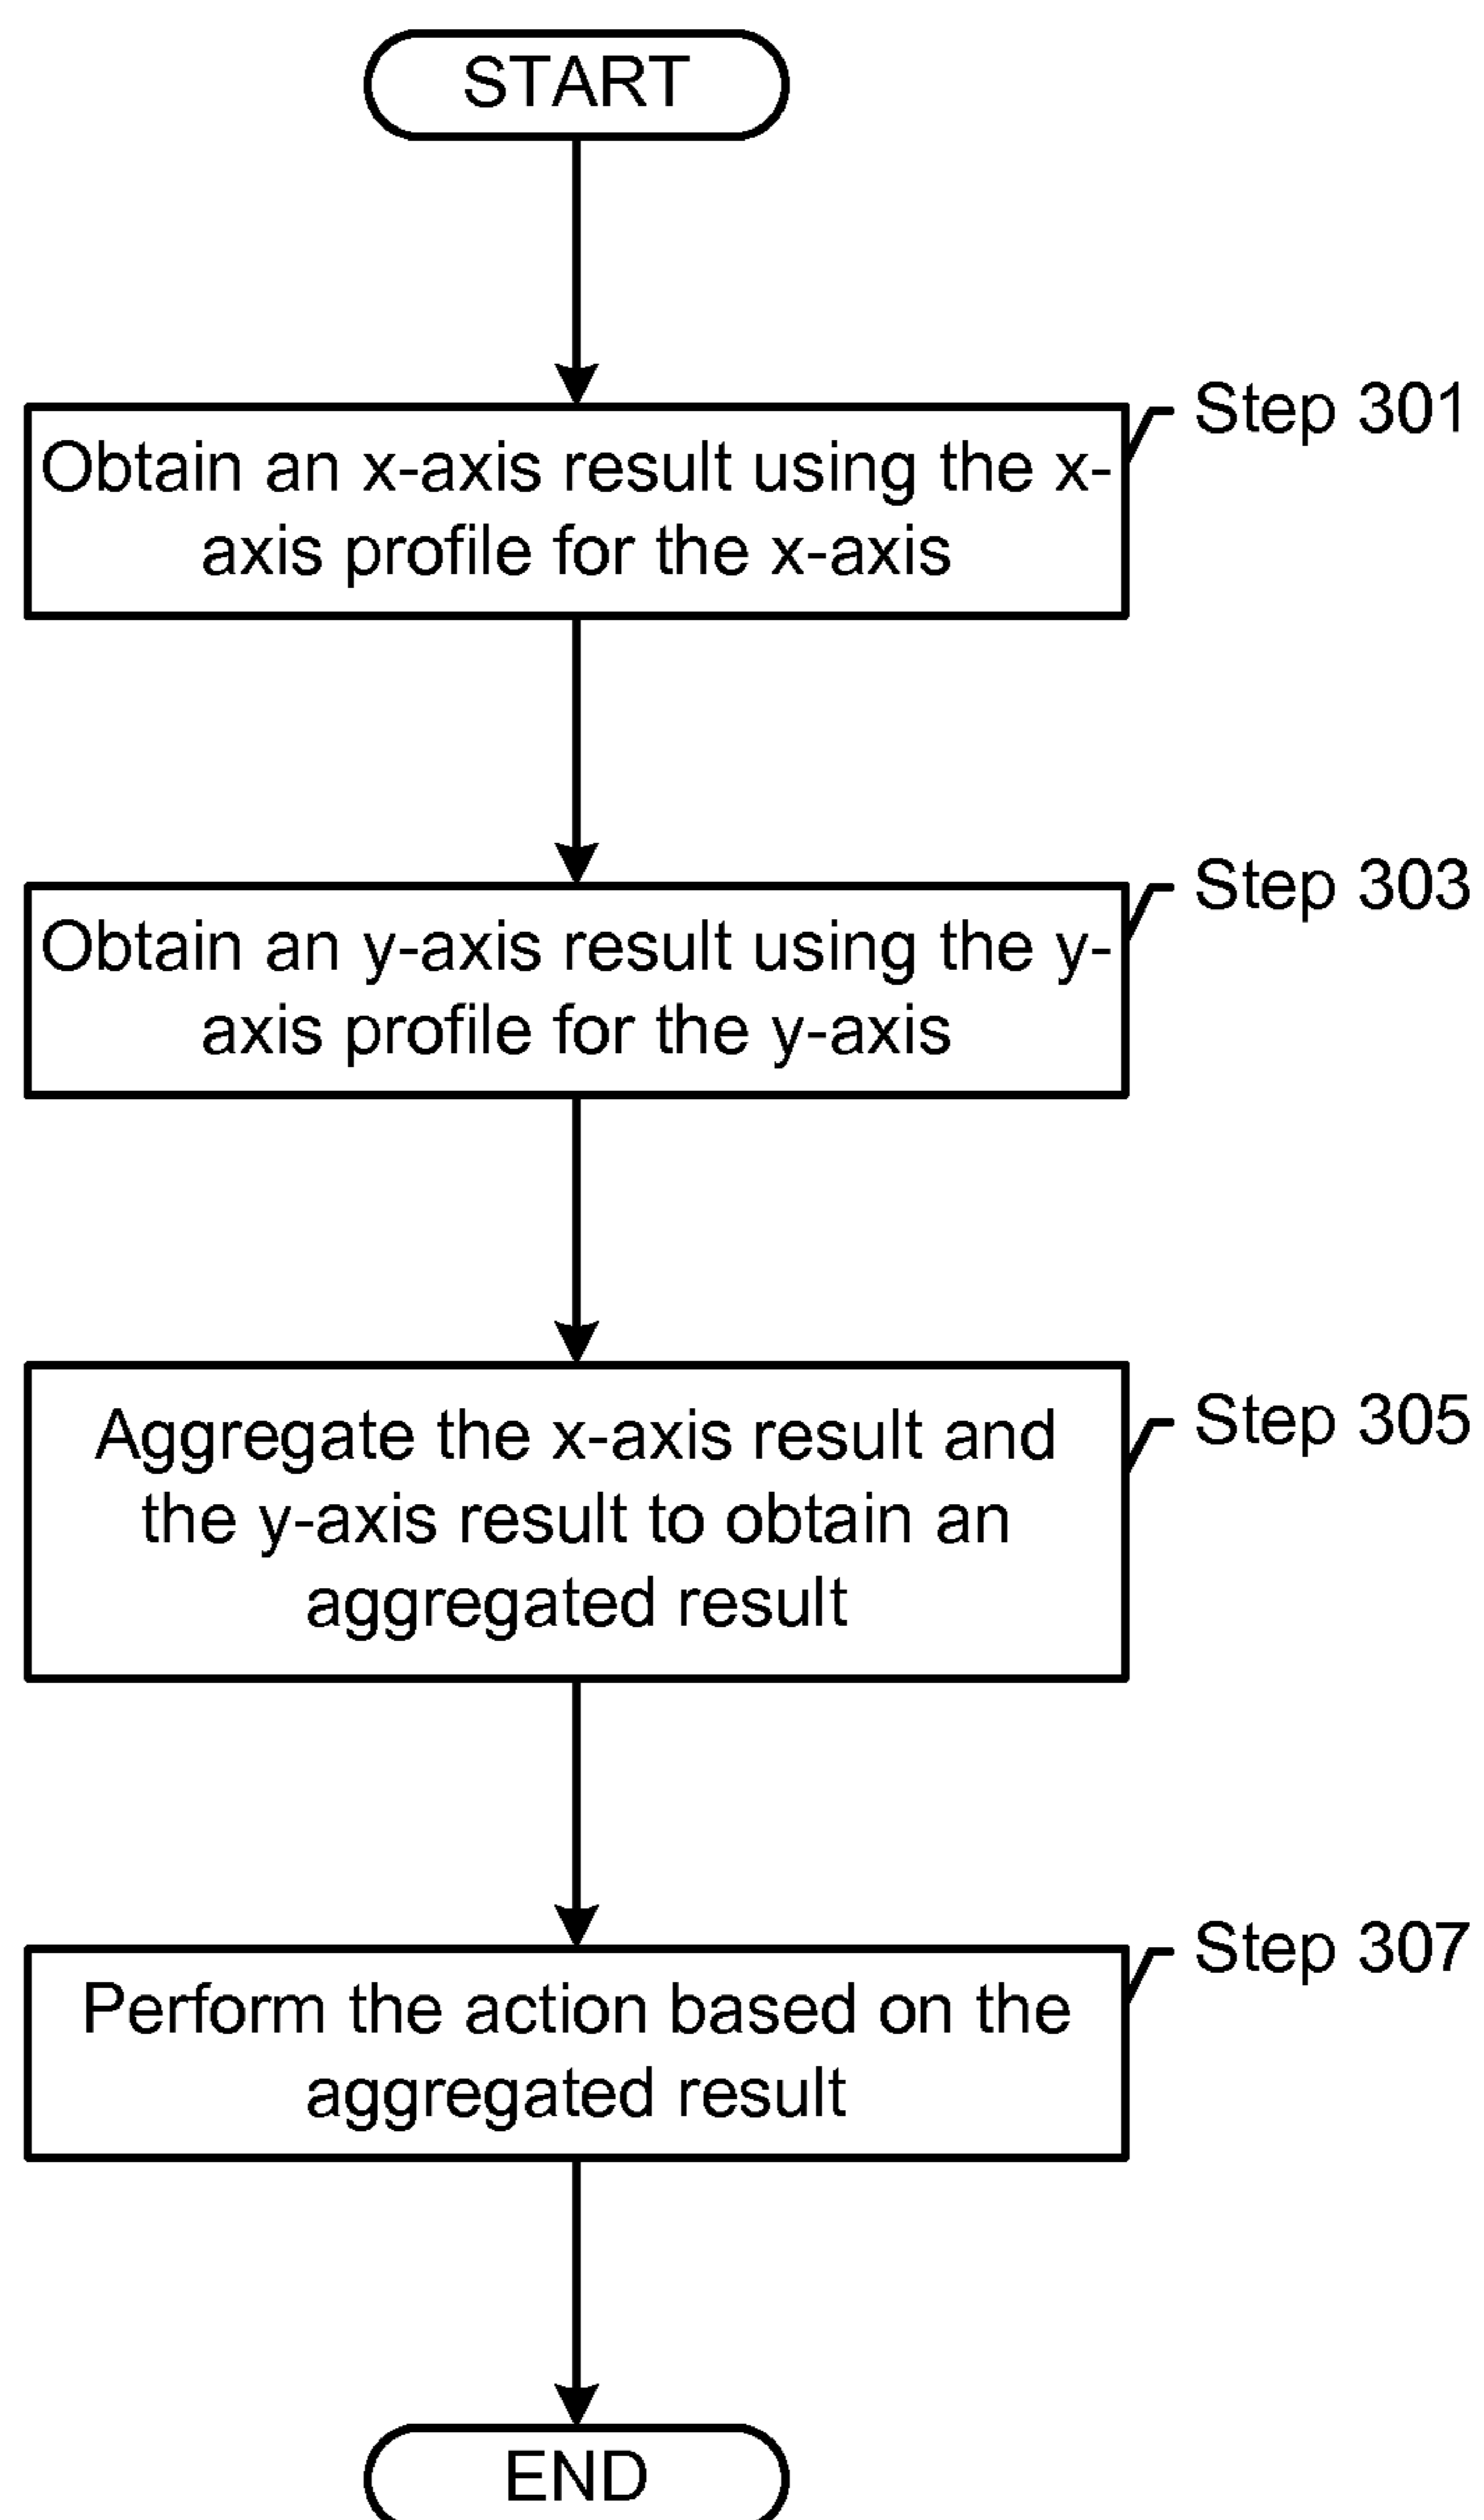 START
Step 301
Obtain an x-axis result using the x-
axis profile for the x-axis
Step 303
Obtain an y-axis result using the y-
axis profile for the y-axis
Step 305
Aggregate the x-axis result and
the y-axis result to obtain an
aggregated result
Step 307
Perform the action based on the
aggregated result
END